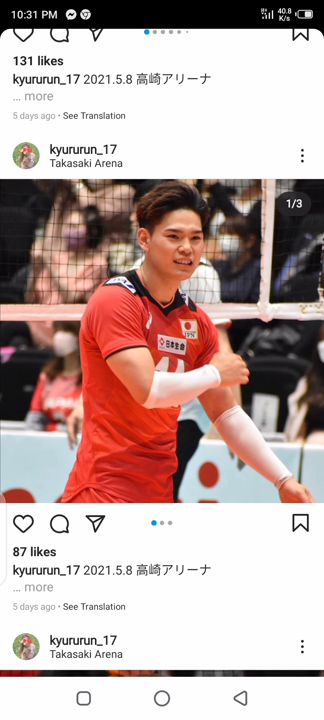 10:31 PM
40.8
K/s
131 likes
kyururun_17 2021.5.8 高崎アリーナ
... more
5 days ago • See Translation
kyururun_17
Takasaki Arena
1/3
JPN
日本生命
87 likes
kyururun_17 2021.5.8 高崎アリーナ
... more
5 days ago • See Translation
kyururun_17
Takasaki Arena